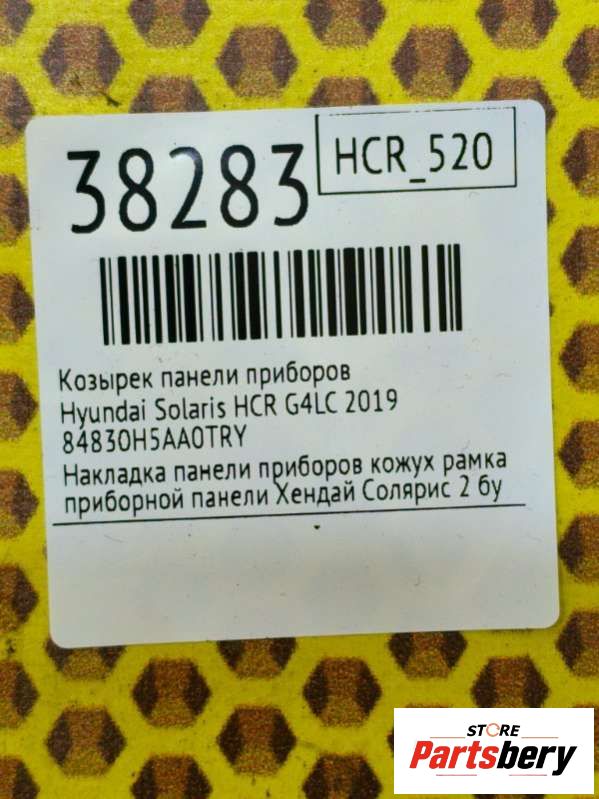 38283
HCR_520
Козырек панели приборов
Hyundai Solaris HCR G4LC 2019
84830H5AA0TRY
Накладка панели приборов кожух рамка
приборной панели Хендай Солярис 2 бу
STORE
Partsbery